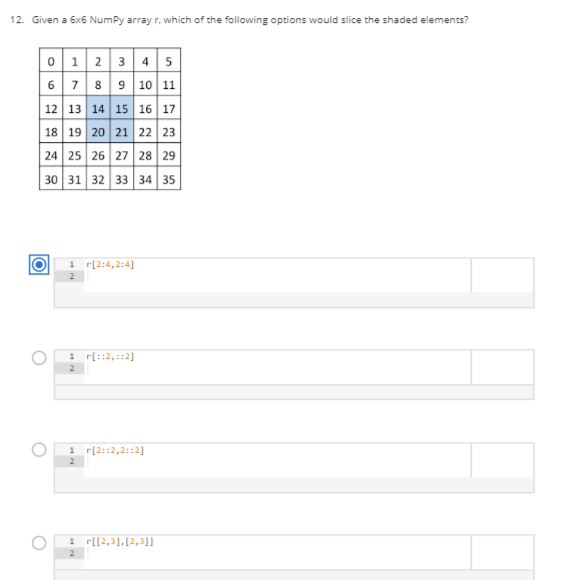 12. Given a 6x6 NumPy array r, which of the following options would slice the shaded elements?
0 1 2 3 4 5
6 7 8 9 10 11
12 13 14 15 16 17
18 19 20 21 22 23
24 25 26 27 28 29
30 31 32 33 34 35
1 r[2:4,2:4]
2
1 r[::2,::2]
2
1 r[2::2,2::2]
2
1 r[[2,3],[2,3]]
2